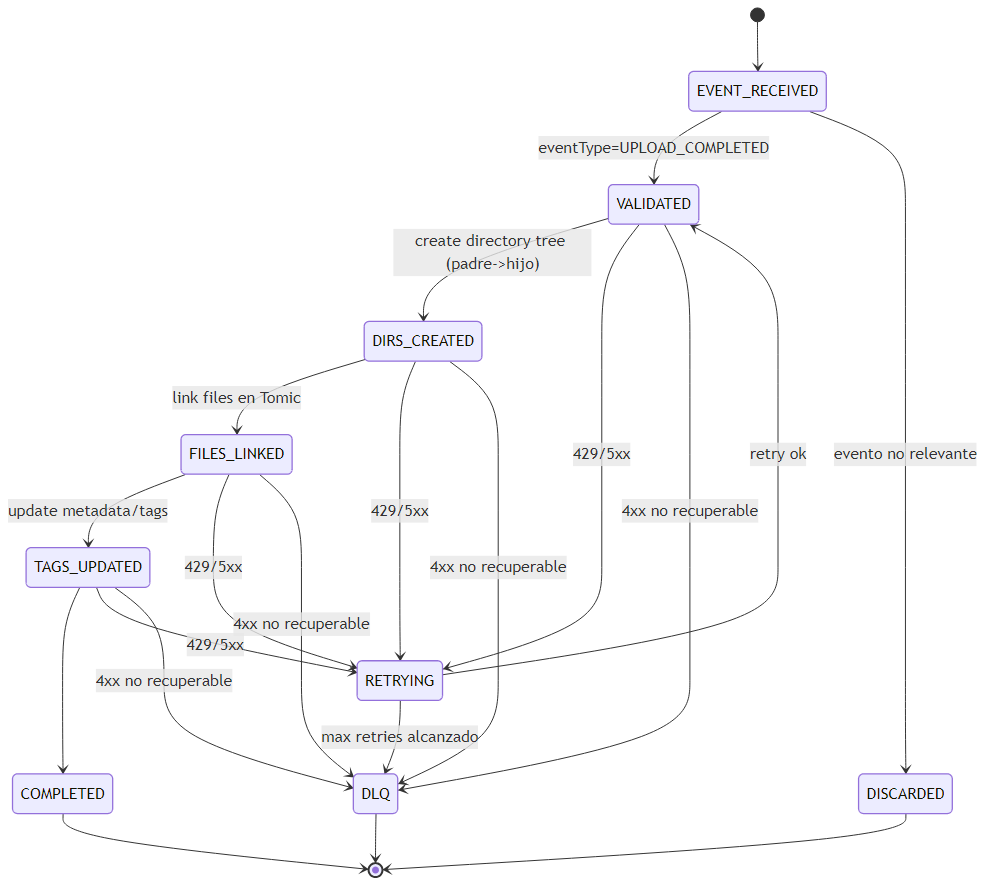 EVENT_RECEIVED
eventType=UPLOAD_COMPLETED
VALIDATED
create directory tree
(padre->hijo)
DIRS_CREATED
link files en Tomic
FILES_LINKED
429/5xx
retry ok
evento no relevante
update metadata/tags
429/5xx
4xx no recuperable
TAGS_UPDATED
429/5xx
4xx no recuperable
4xx no recuperable
429/5xx
4xx no recuperable
RETRYING
max retries alcanzado
COMPLETED
DLQ
DISCARDED